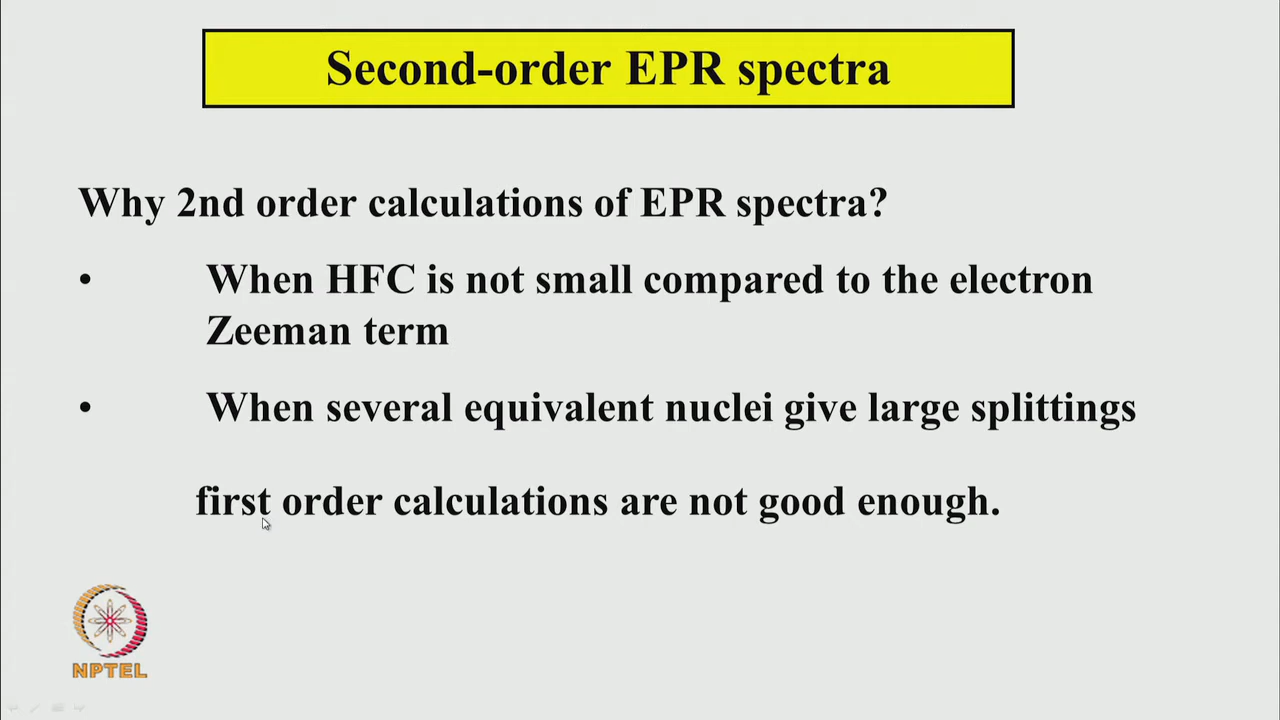 Second-order EPR spectra
Why 2nd order calculations of EPR spectra?
• When HFC is not small compared to the electron
Zeeman term
• When several equivalent nuclei give large splittings
first order calculations are not good enough.
NPTEL